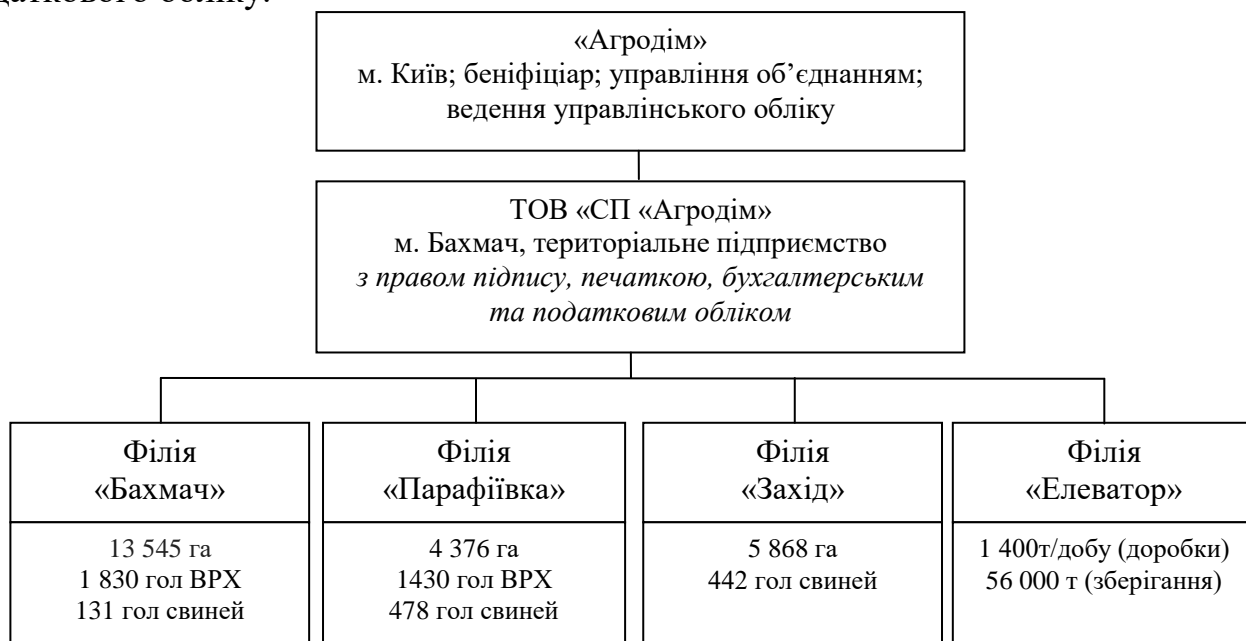 «Агродім»
м. Київ; беніфіціар; управління об’єднанням;
ведення управлінського обліку
ТОВ «СП «Агродім»
м. Бахмач, територіальне підприємство
з правом підпису, печаткою, бухгалтерським
та податковим обліком
Філія
«Бахмач»
13 545 га
1 830 гол ВРХ
131 гол свиней
Філія
«Парафіївка»
4 376 га
1430 гол ВРХ
478 гол свиней
Філія
«Захід»
5 868 га
442 гол свиней
Філія
«Елеватор»
1 400т/добу (доробки)
56 000 т (зберігання)